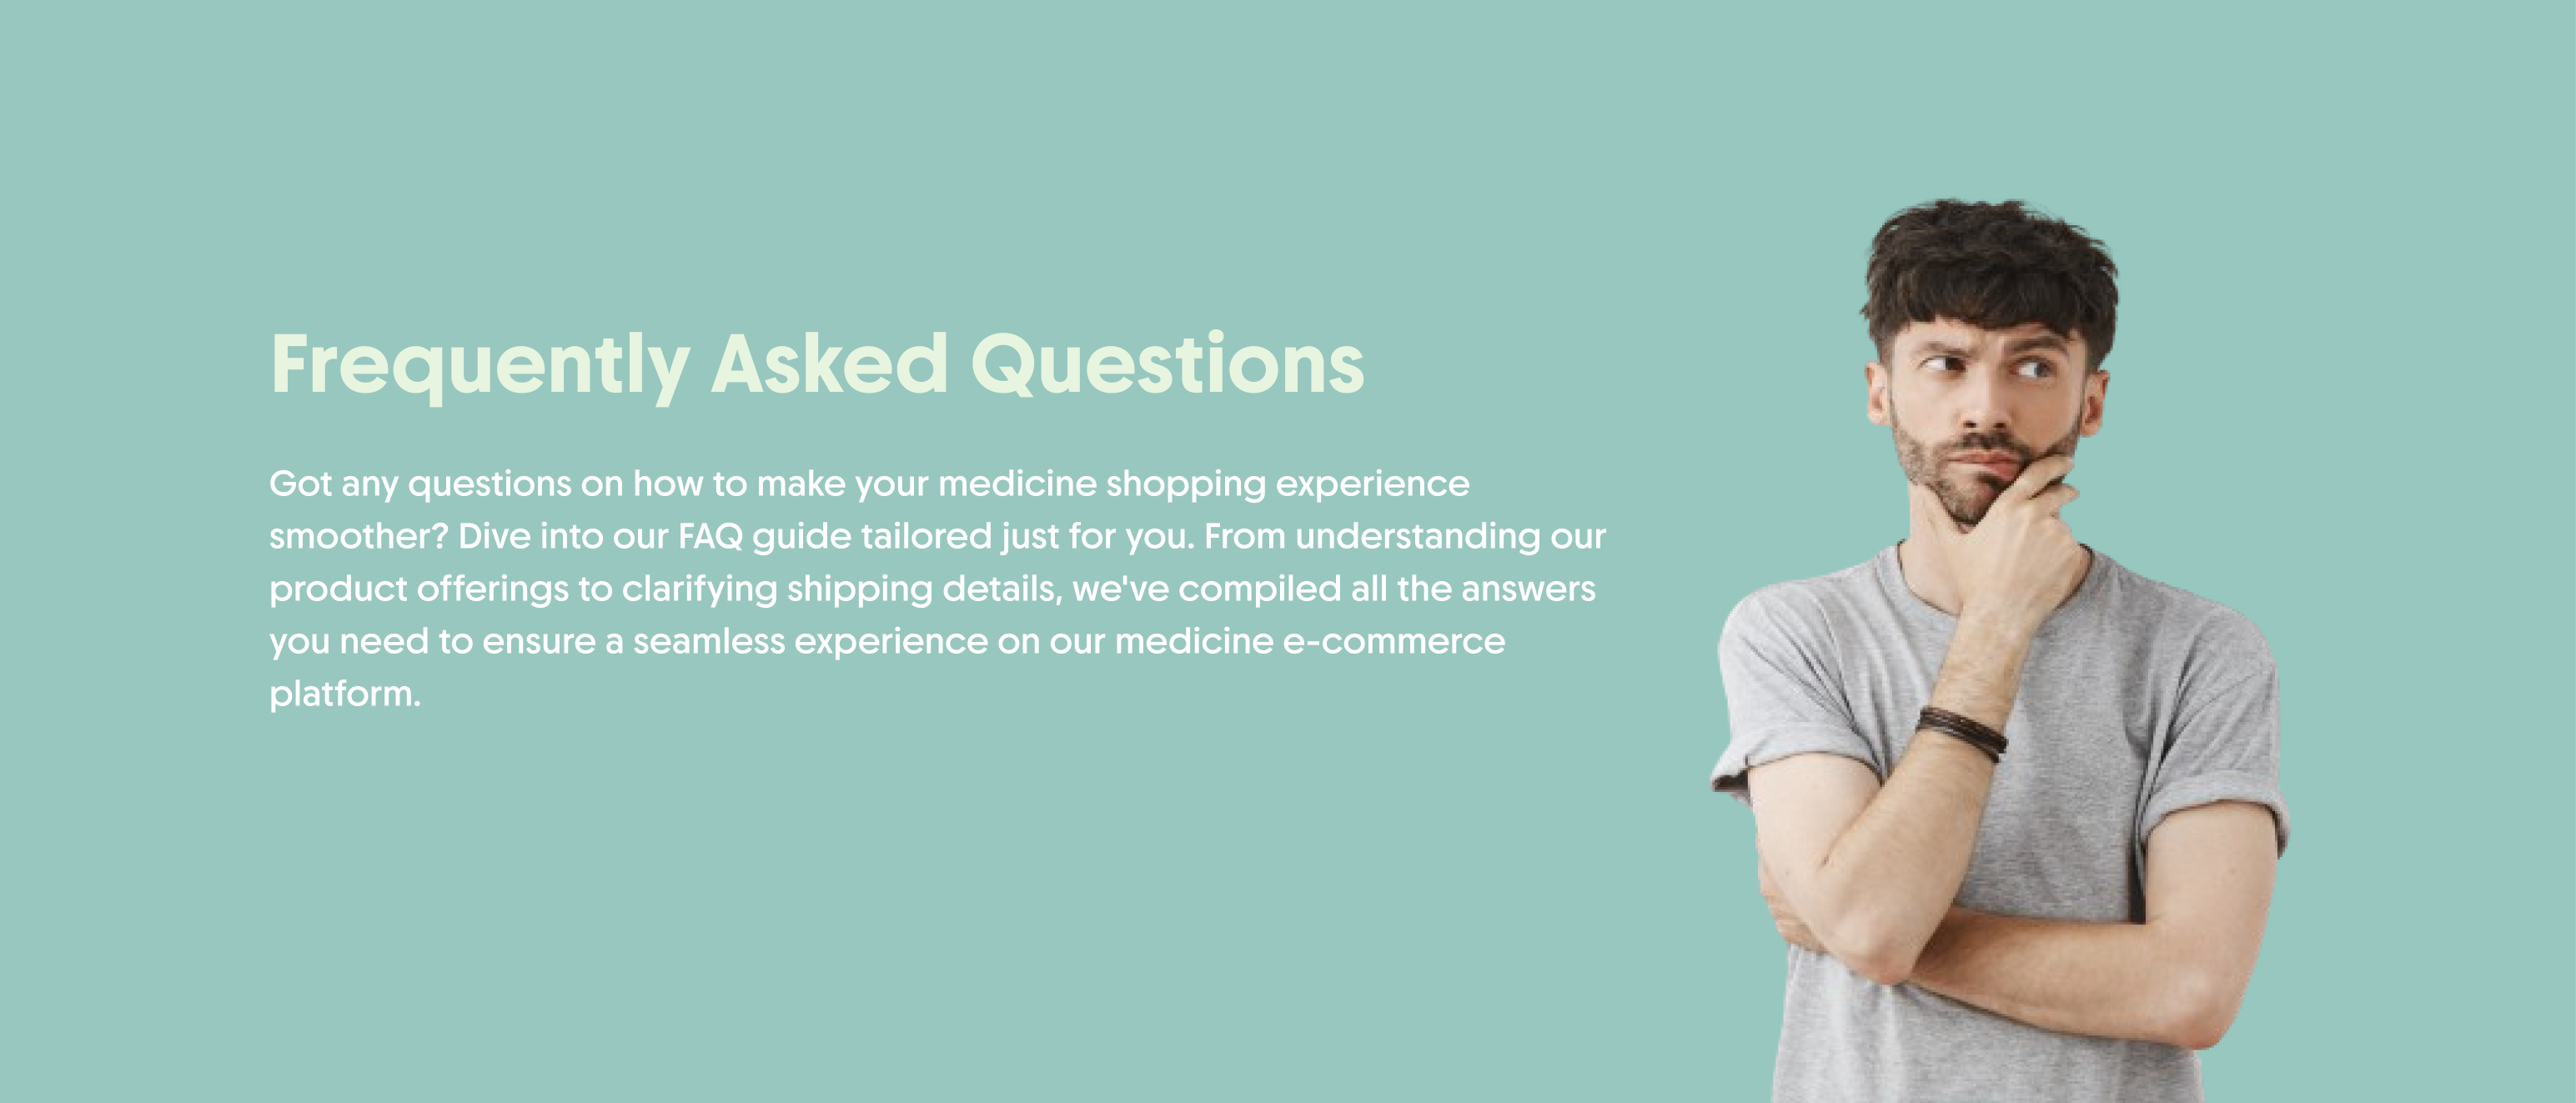 Frequently Asked Questions
Got any questions on how to make your medicine shopping experience
smoother? Dive into our FAQ guide tailored just for you. From understanding our
product offerings to clarifying shipping details, we've compiled all the answers
you need to ensure a seamless experience on our medicine e-commerce
platform.